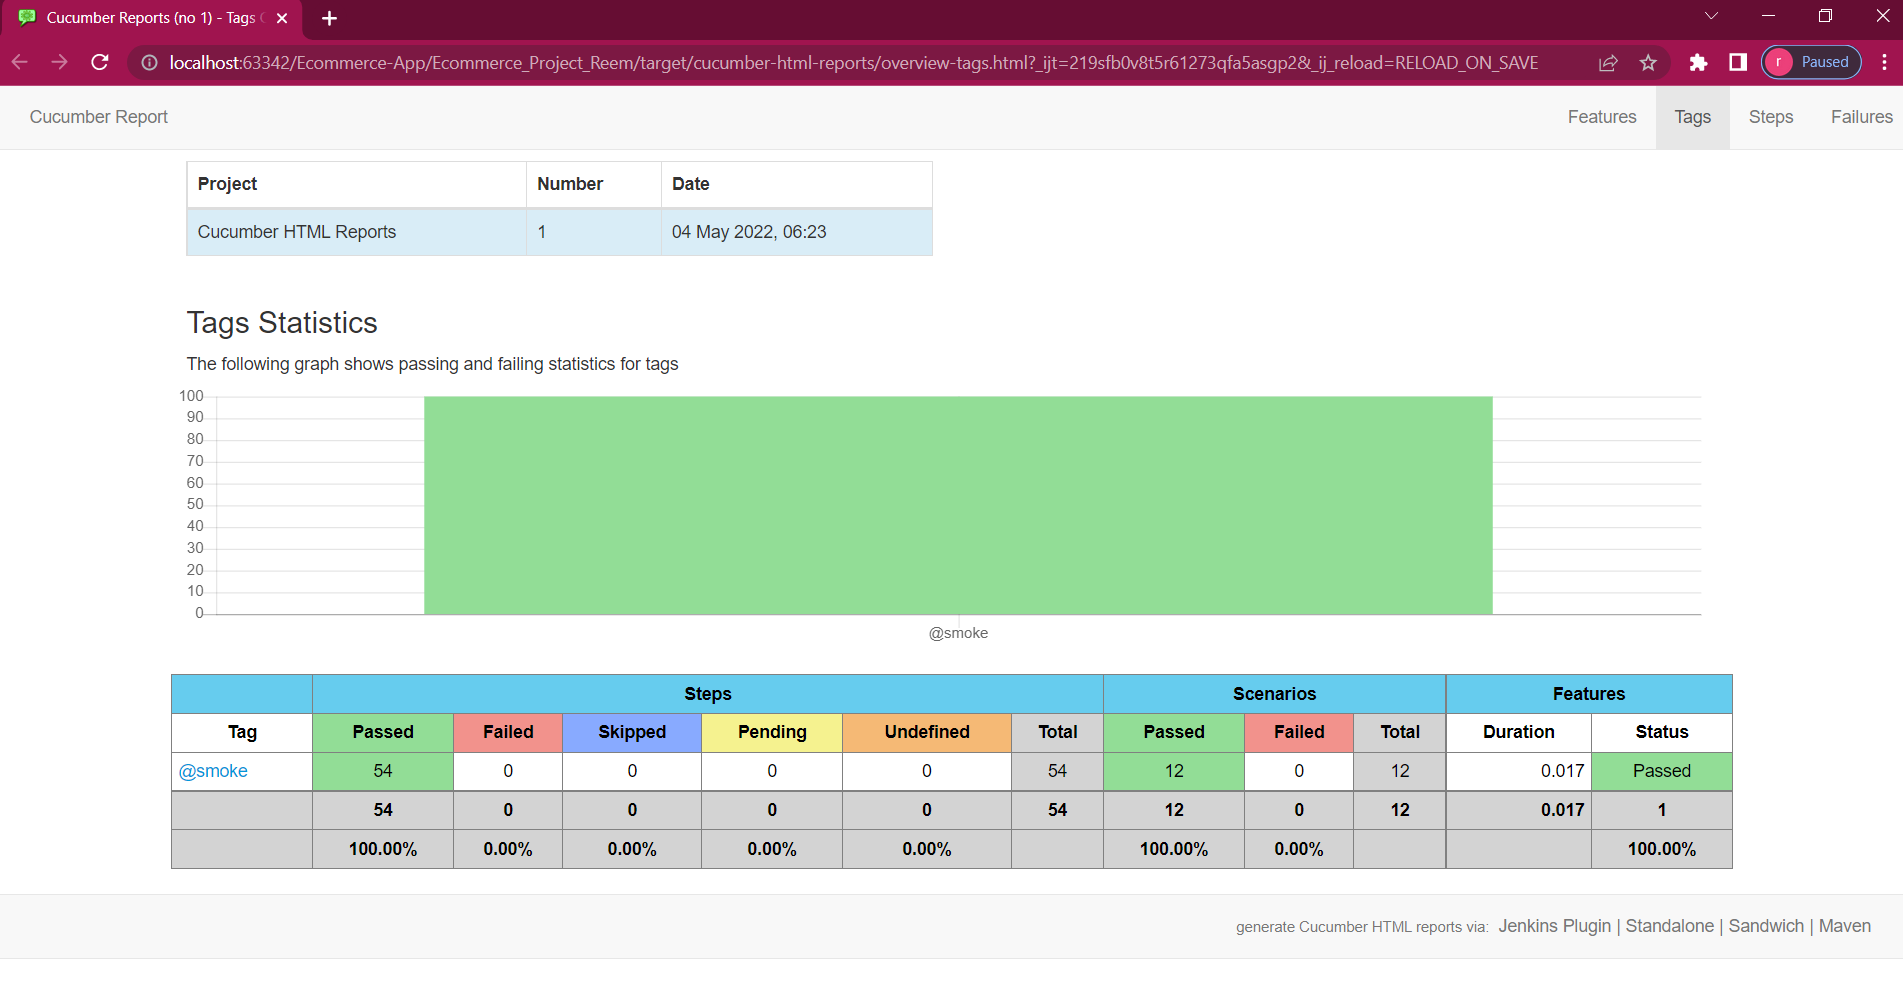 Cucumber Reports (no 1) - Tags
localhost:63342/Ecommerce-App/Ecommerce_Project_Reem/target/cucumber-html-reports/overview-tags.html?_ijt=219sfb0v8t5r61273qfa5asgp2&_ij_reload=RELOAD_ON_SAVE r Paused
Cucumber Report Features Tags Steps Failures
Project Number Date
Cucumber HTML Reports 1 04 May 2022, 06:23
Tags Statistics
The following graph shows passing and failing statistics for tags
100
90
80
70
60
50
40
30
20
10
0
@smoke
Steps Scenarios Features
Tag Passed Failed Skipped Pending Undefined Total Passed Failed Total Duration Status
@smoke 54 0 0 0 0 54 12 0 12 0.017 Passed
54 0 0 0 0 54 12 0 12 0.017 1
100.00% 0.00% 0.00% 0.00% 0.00% 100.00% 0.00% 100.00%
generate Cucumber HTML reports via: Jenkins Plugin | Standalone | Sandwich | Maven